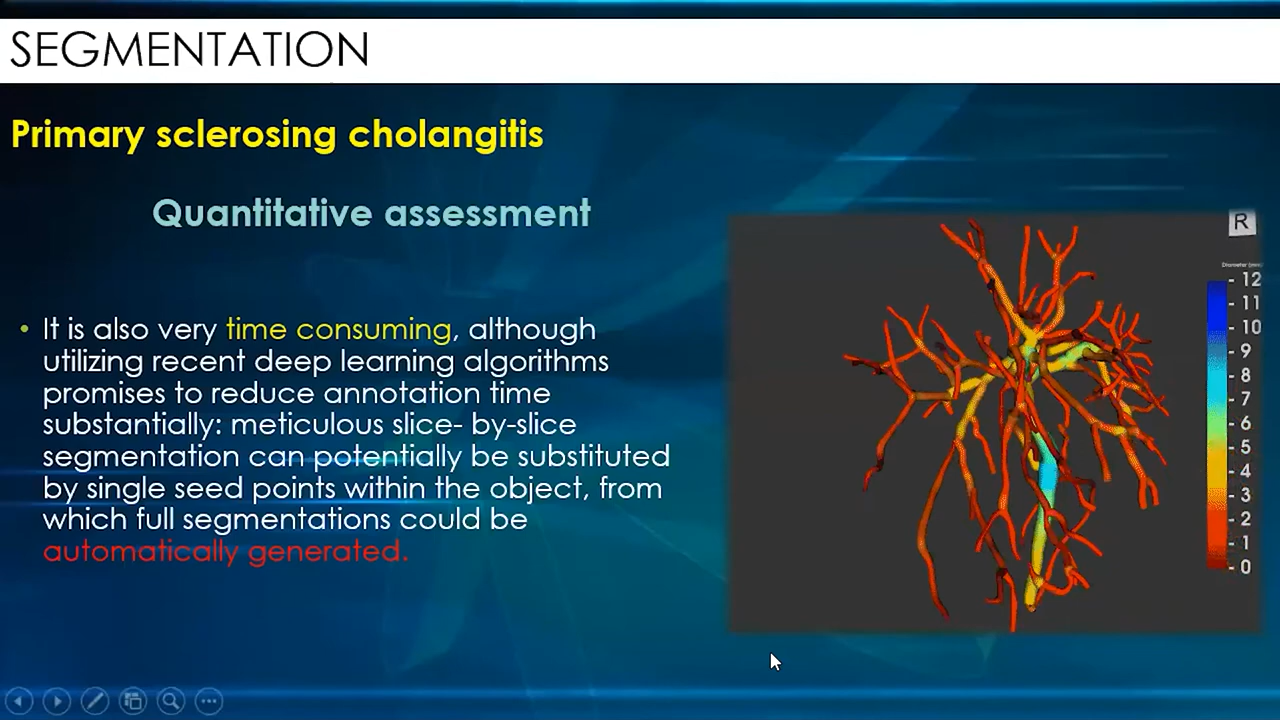 SEGMENTATION
Primary sclerosing cholangitis
Quantitative assessment
• It is also very time consuming, although
utilizing recent deep learning algorithms
promises to reduce annotation time
substantially: meticulous slice- by-slice
segmentation can potentially be substituted
by single seed points within the object, from
which full segmentations could be
automatically generated.
R
Diameter (mm)
12
11
10
9
8
7
6
5
4
3
2
1
0